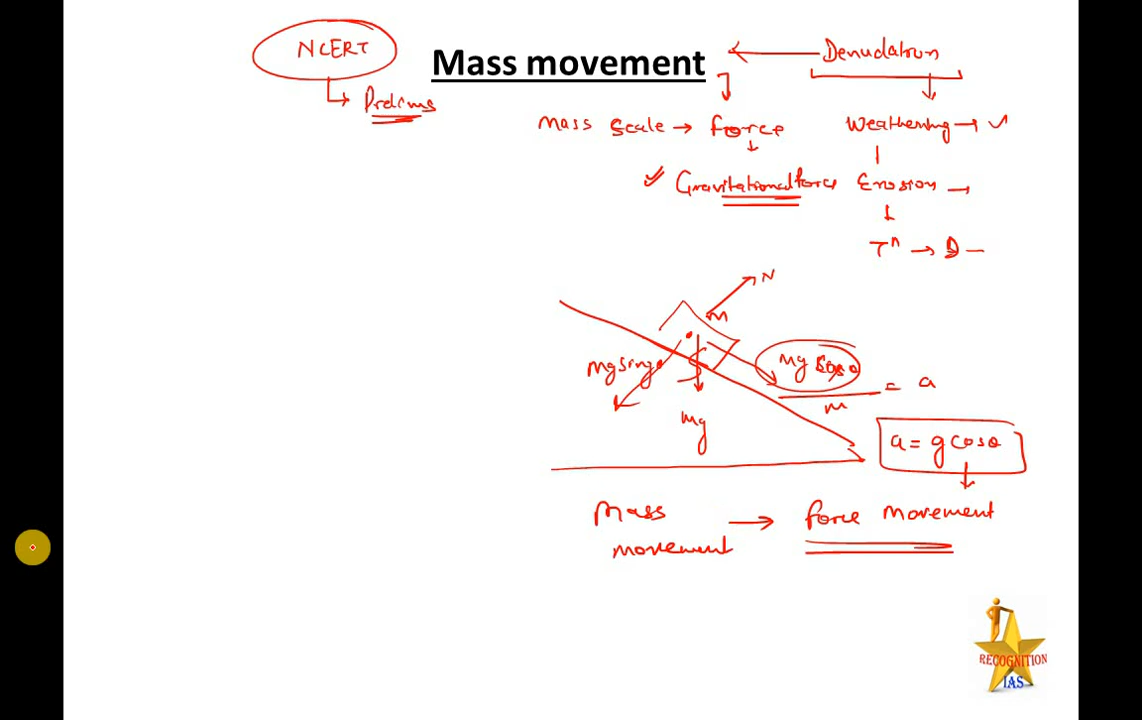 NCERT
Mass movement
Denudation
Prelims
Mass Scale → force
Weathering → ✓
✓ Gravitational force
Erosion →
Tⁿ → D –
N
m
mg sinθ
mg
= a
m
a = g cosθ
Mass movement → force movement
RECOGNITION
IAS